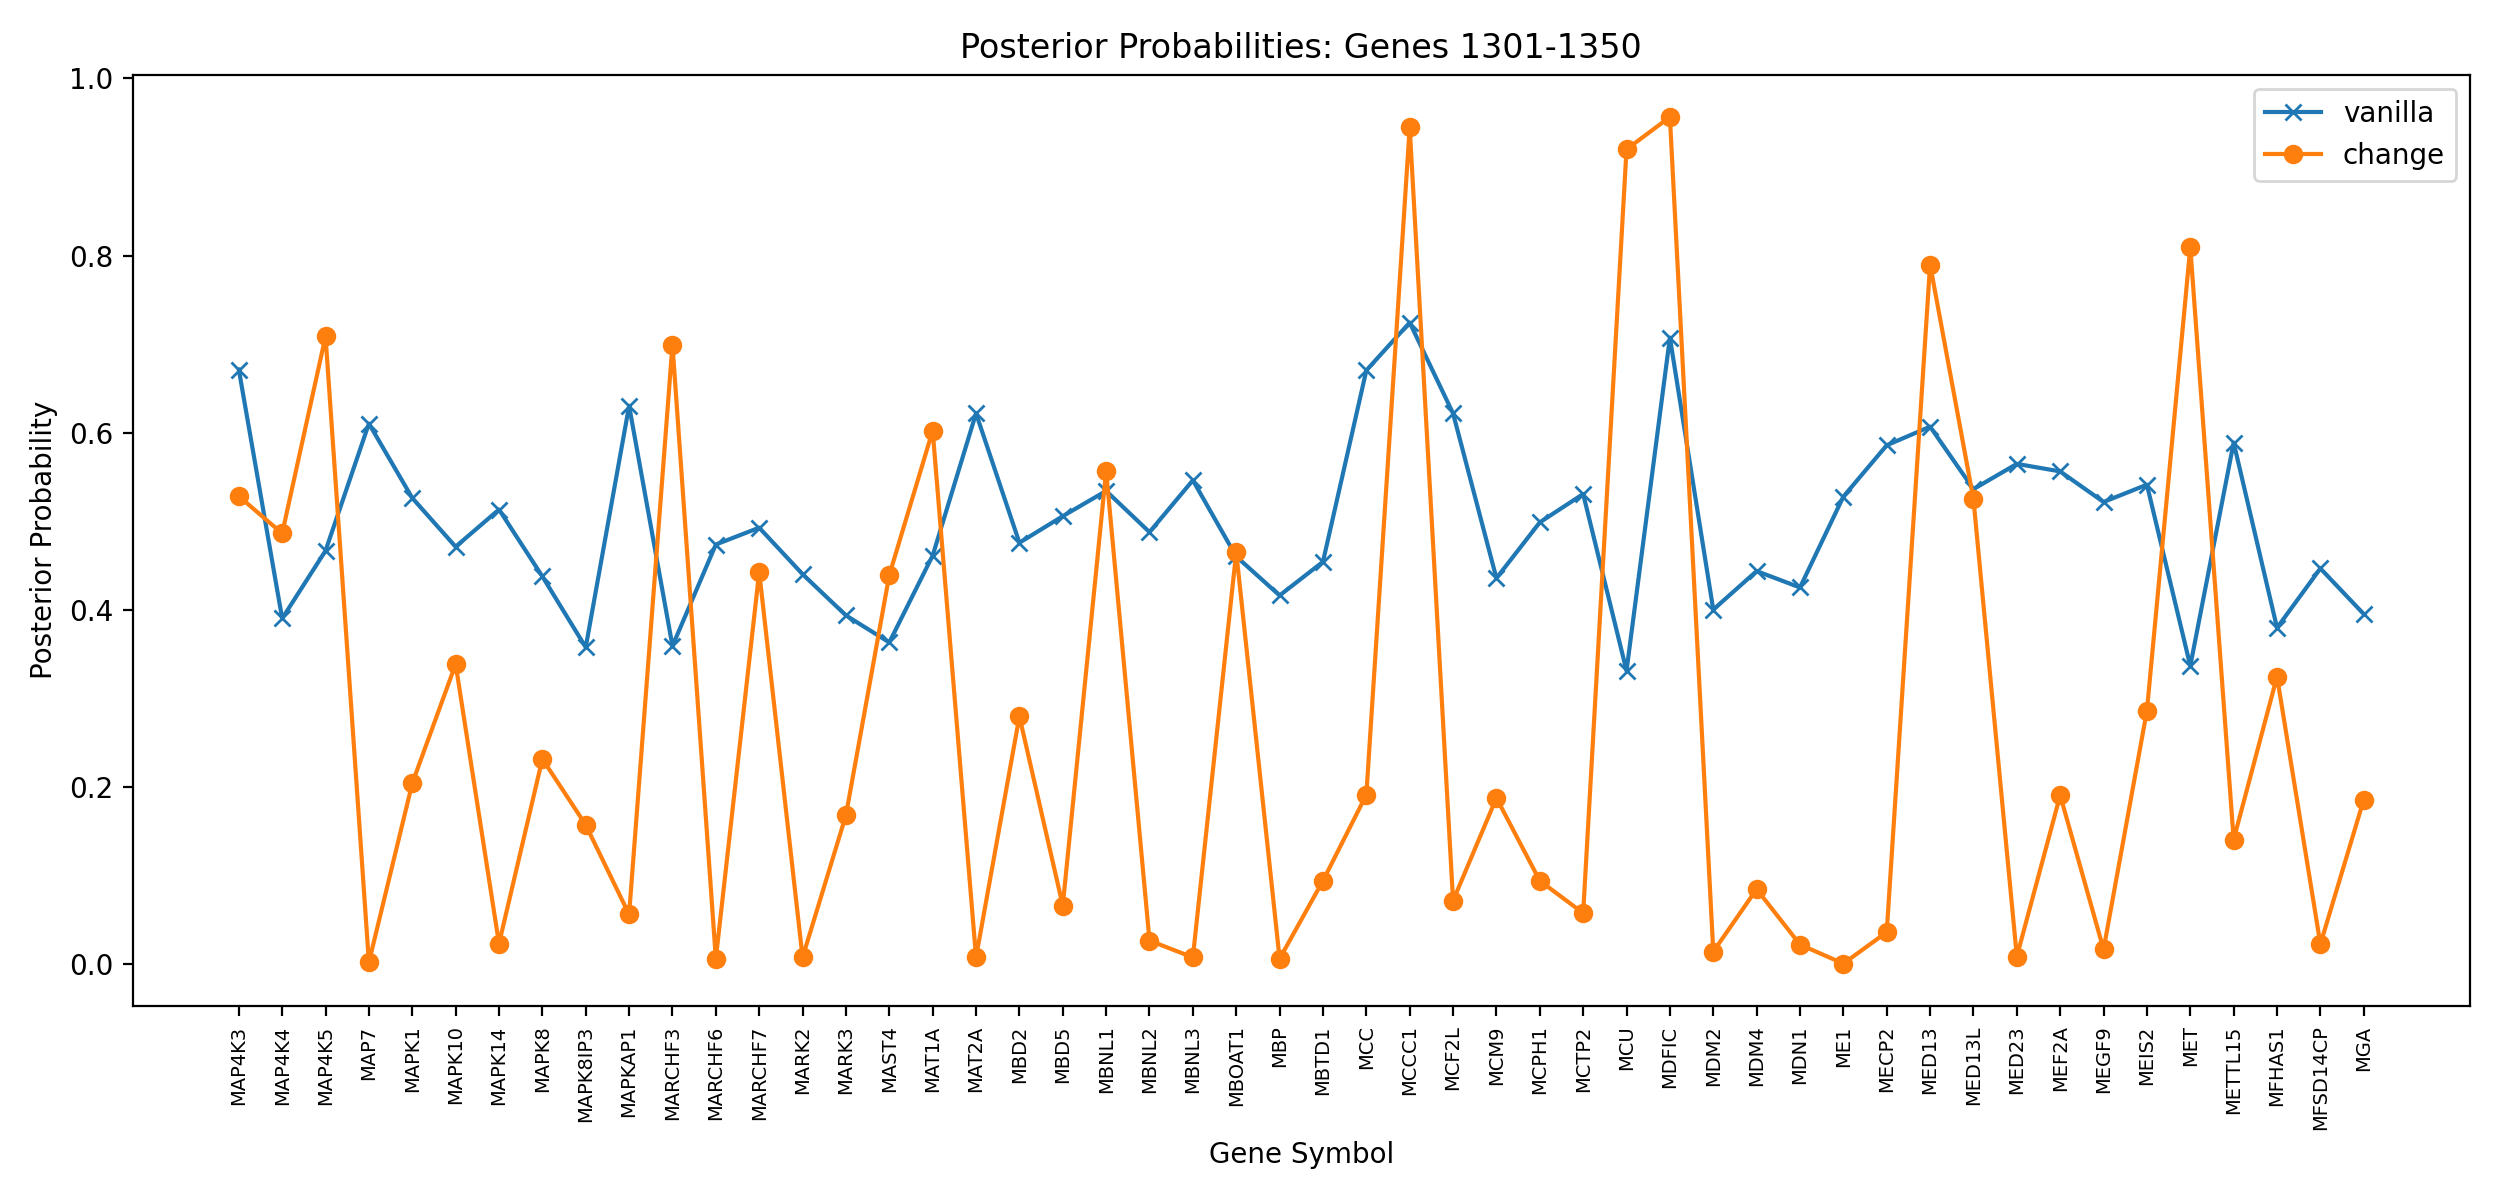 Posterior Probabilities: Genes 1301-1350
vanilla
change
Posterior Probability
1.0
0.8
0.6
0.4
0.2
0.0
MAP4K3
MAP4K4
MAP4K5
MAP7
MAPK1
MAPK10
MAPK14
MAPK8
MAPK8IP3
MAPKAP1
MARCHF3
MARCHF6
MARCHF7
MARK2
MARK3
MAST4
MAT1A
MAT2A
MBD2
MBD5
MBNL1
MBNL2
MBNL3
MBOAT1
MBP
MBTD1
MCC
MCCC1
MCF2L
MCM9
MCPH1
MCTP2
MCU
MDFIC
MDM2
MDM4
MDN1
ME1
MECP2
MED13
MED13L
MED23
MEF2A
MEGF9
MEIS2
MET
METTL15
MFHAS1
MFSD14CP
MGA
Gene Symbol